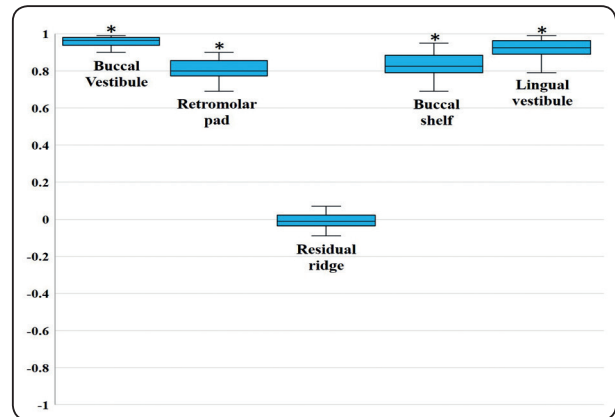 1
0.8
0.6
0.4
0.2
0
-0.2
-0.4
-0.6
-0.8
-1
*
Buccal
Vestibule
*
Retromolar
pad
Residual
ridge
*
Buccal
shelf
*
Lingual
vestibule